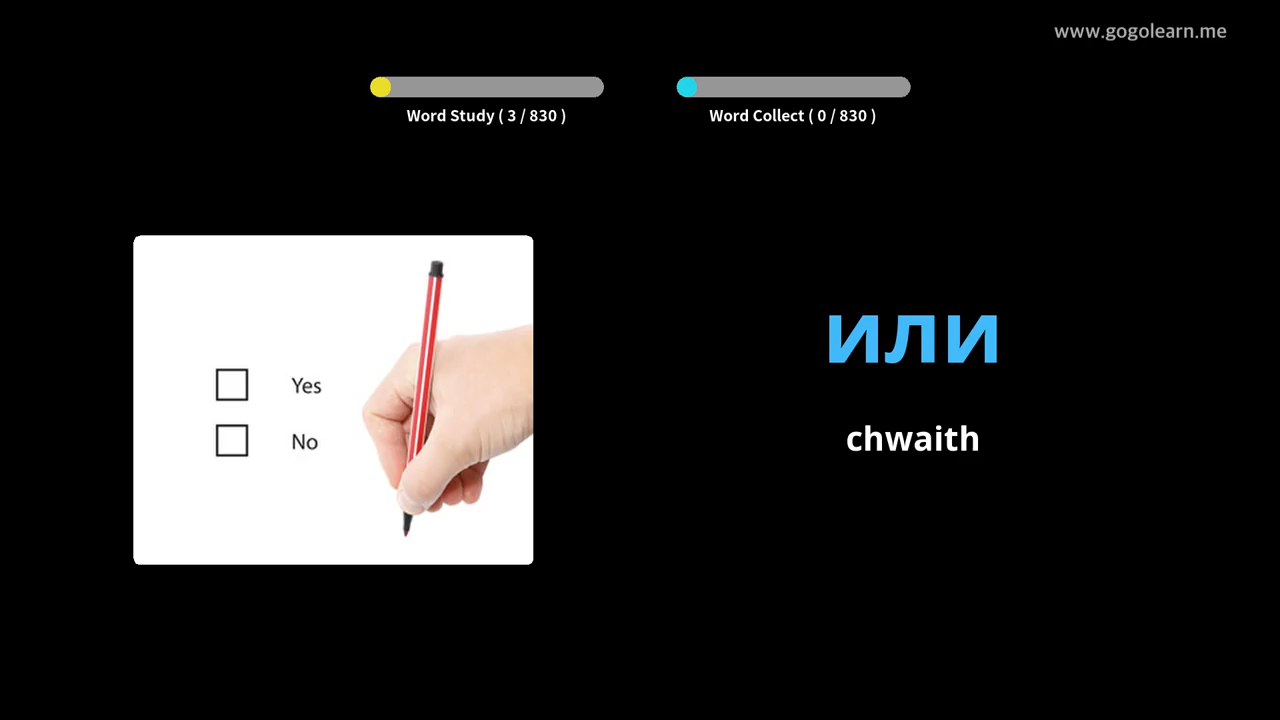 www.gogolearn.me
Word Study ( 3 / 830 )
Word Collect ( 0 / 830 )
Yes
No
или
chwaith